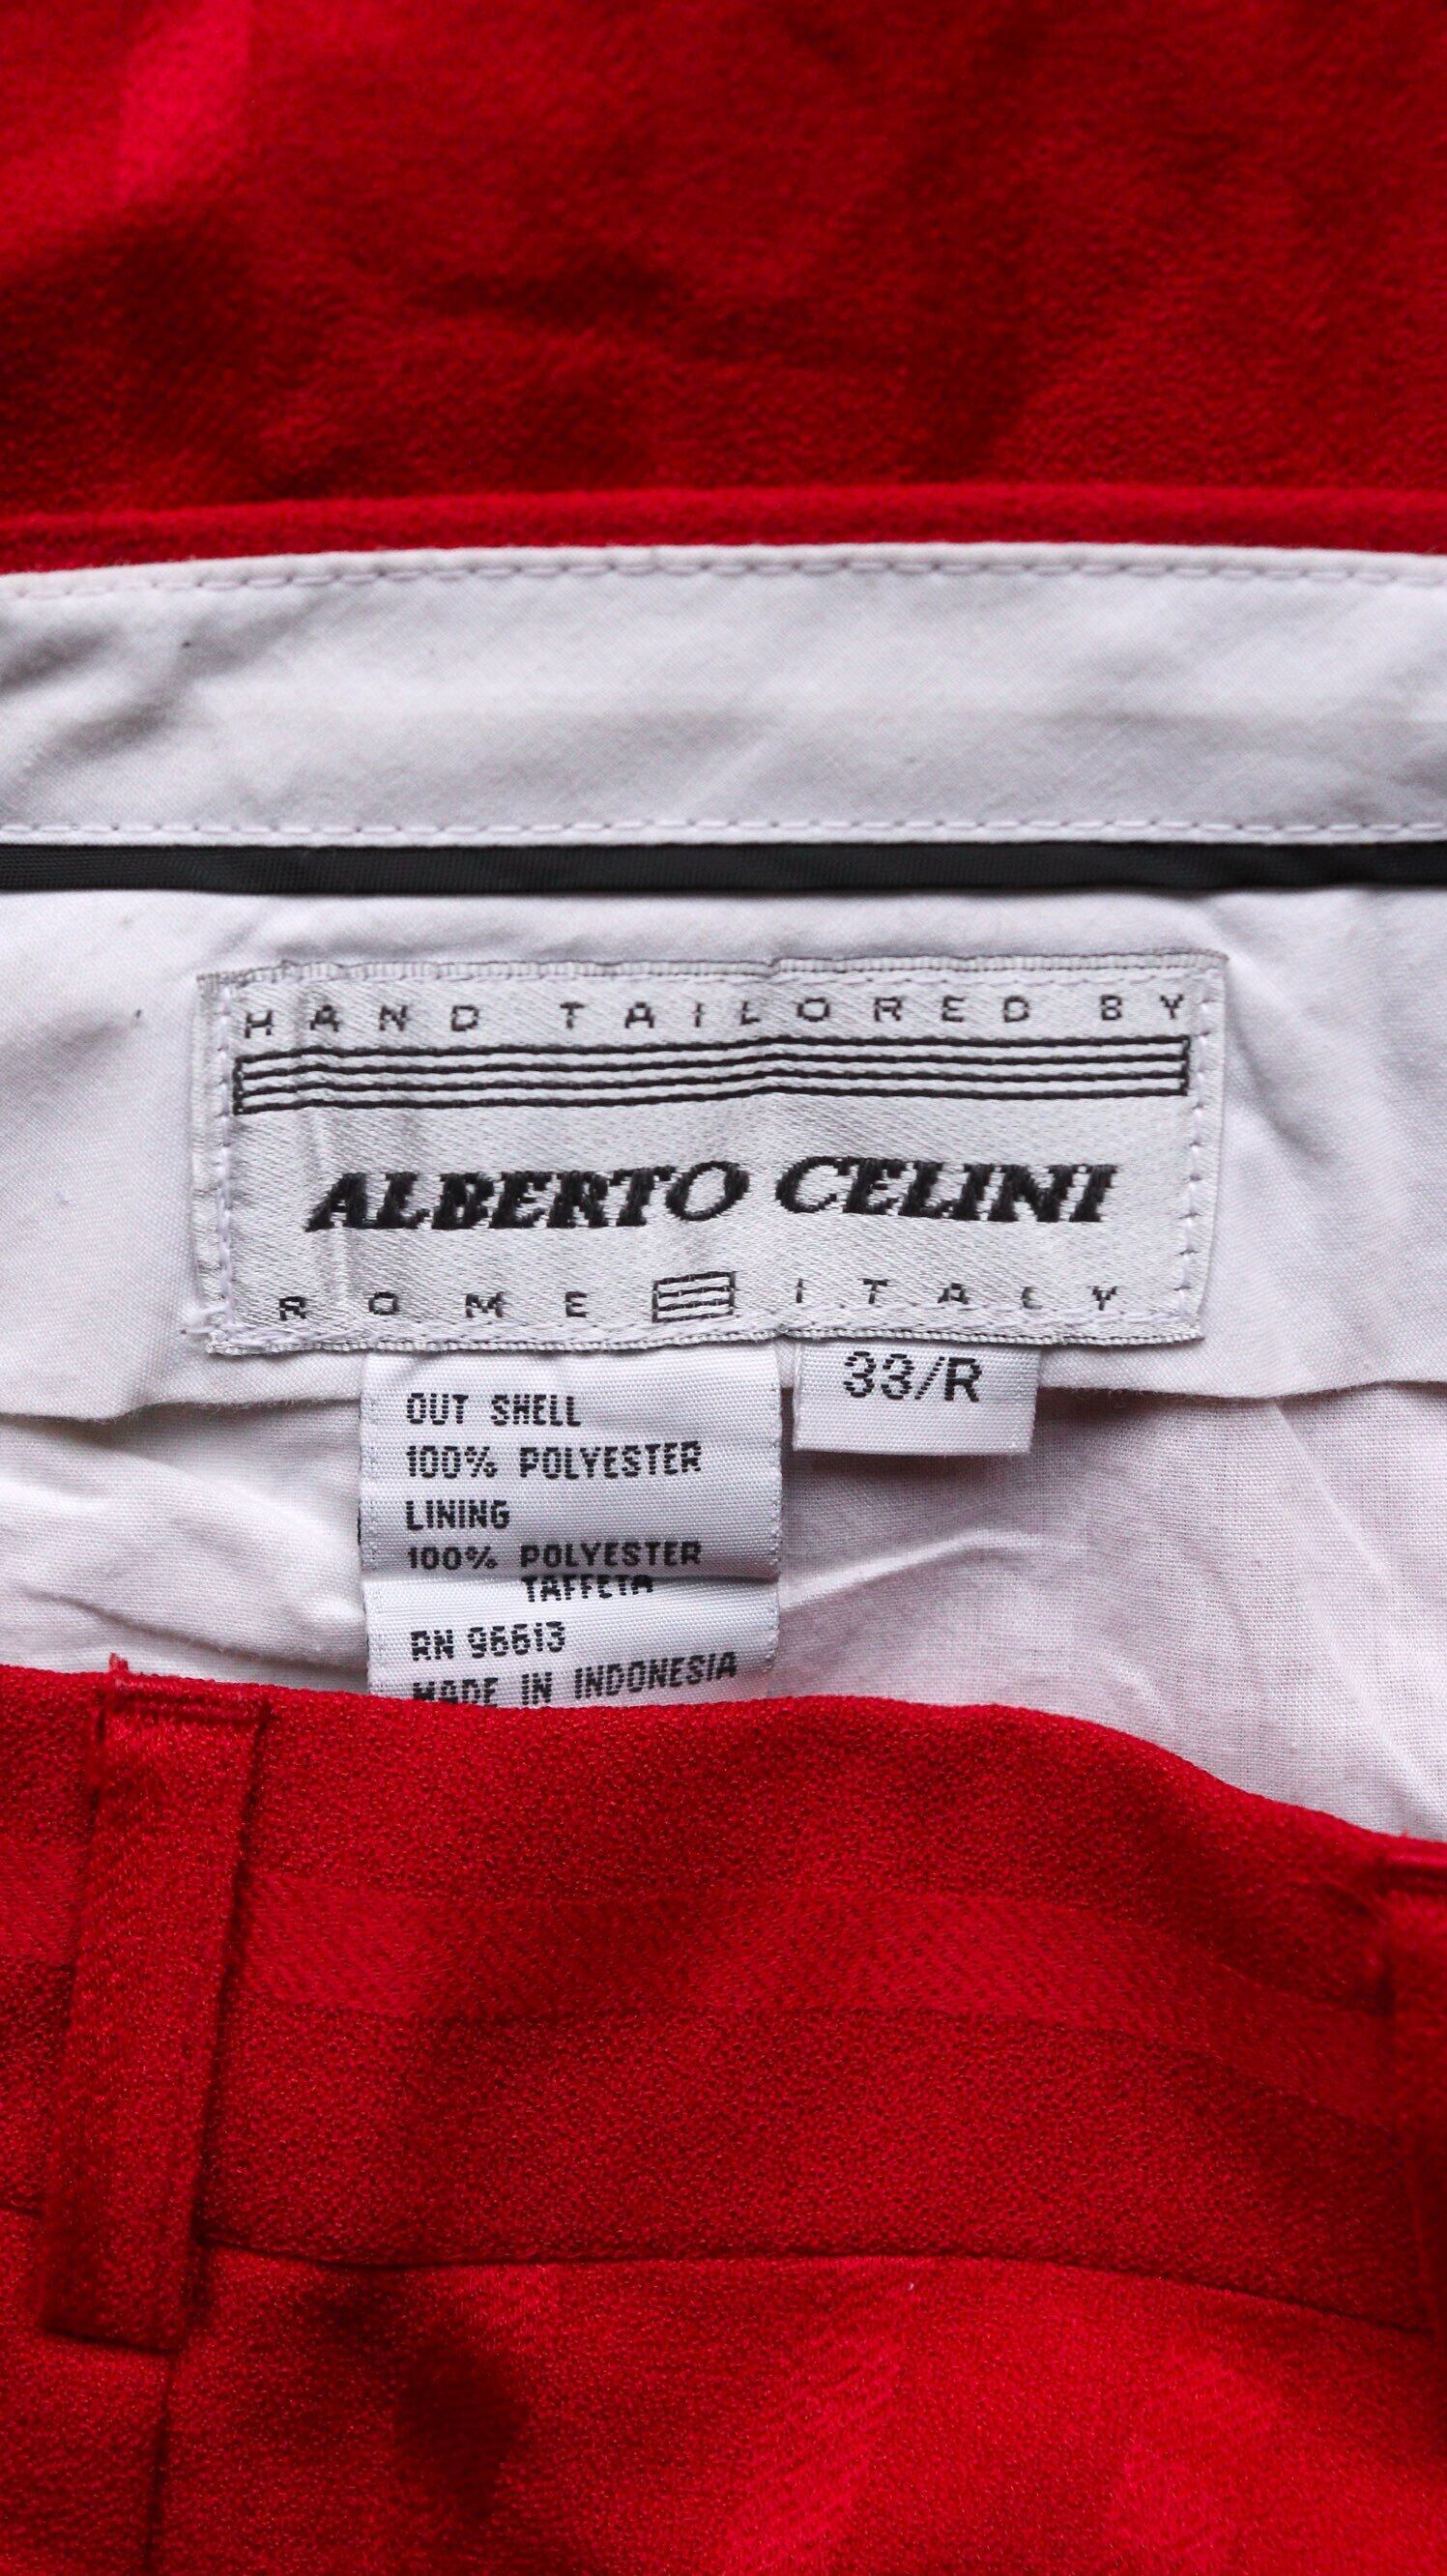 HAND TAILORED BY
ALBERTO CELINI
ROME ITALY
33/R
OUT SHELL
100% POLYESTER
LINING
100% POLYESTER
TAFFETA
RN 96613
MADE IN INDONESIA